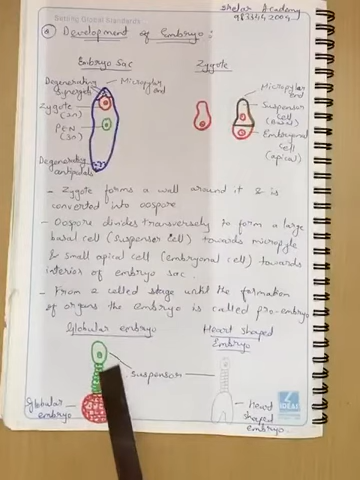 Setting Global Standards
Shelar Academy
Development of Embryo:
Embryo Sac
Zygote
Degenerating synergids
Micropylar end
Zygote (2n)
PEN (3n)
Degenerating antipodals
Micropylar end
Suspensor cell
Embryonal cell (apical)
- Zygote forms a wall around it & is
converted into oospore
- Oospore divides transversely to form a large
basal cell (suspensor cell) towards micropyle
& small apical cell (embryonal cell) towards
interior of embryo sac.
- From 2 celled stage until the formation
of organs the embryo is called pro-embryo
Globular embryo
Heart shaped Embryo
Suspensor
Globular embryo
Heart shaped embryo.
IDEAL